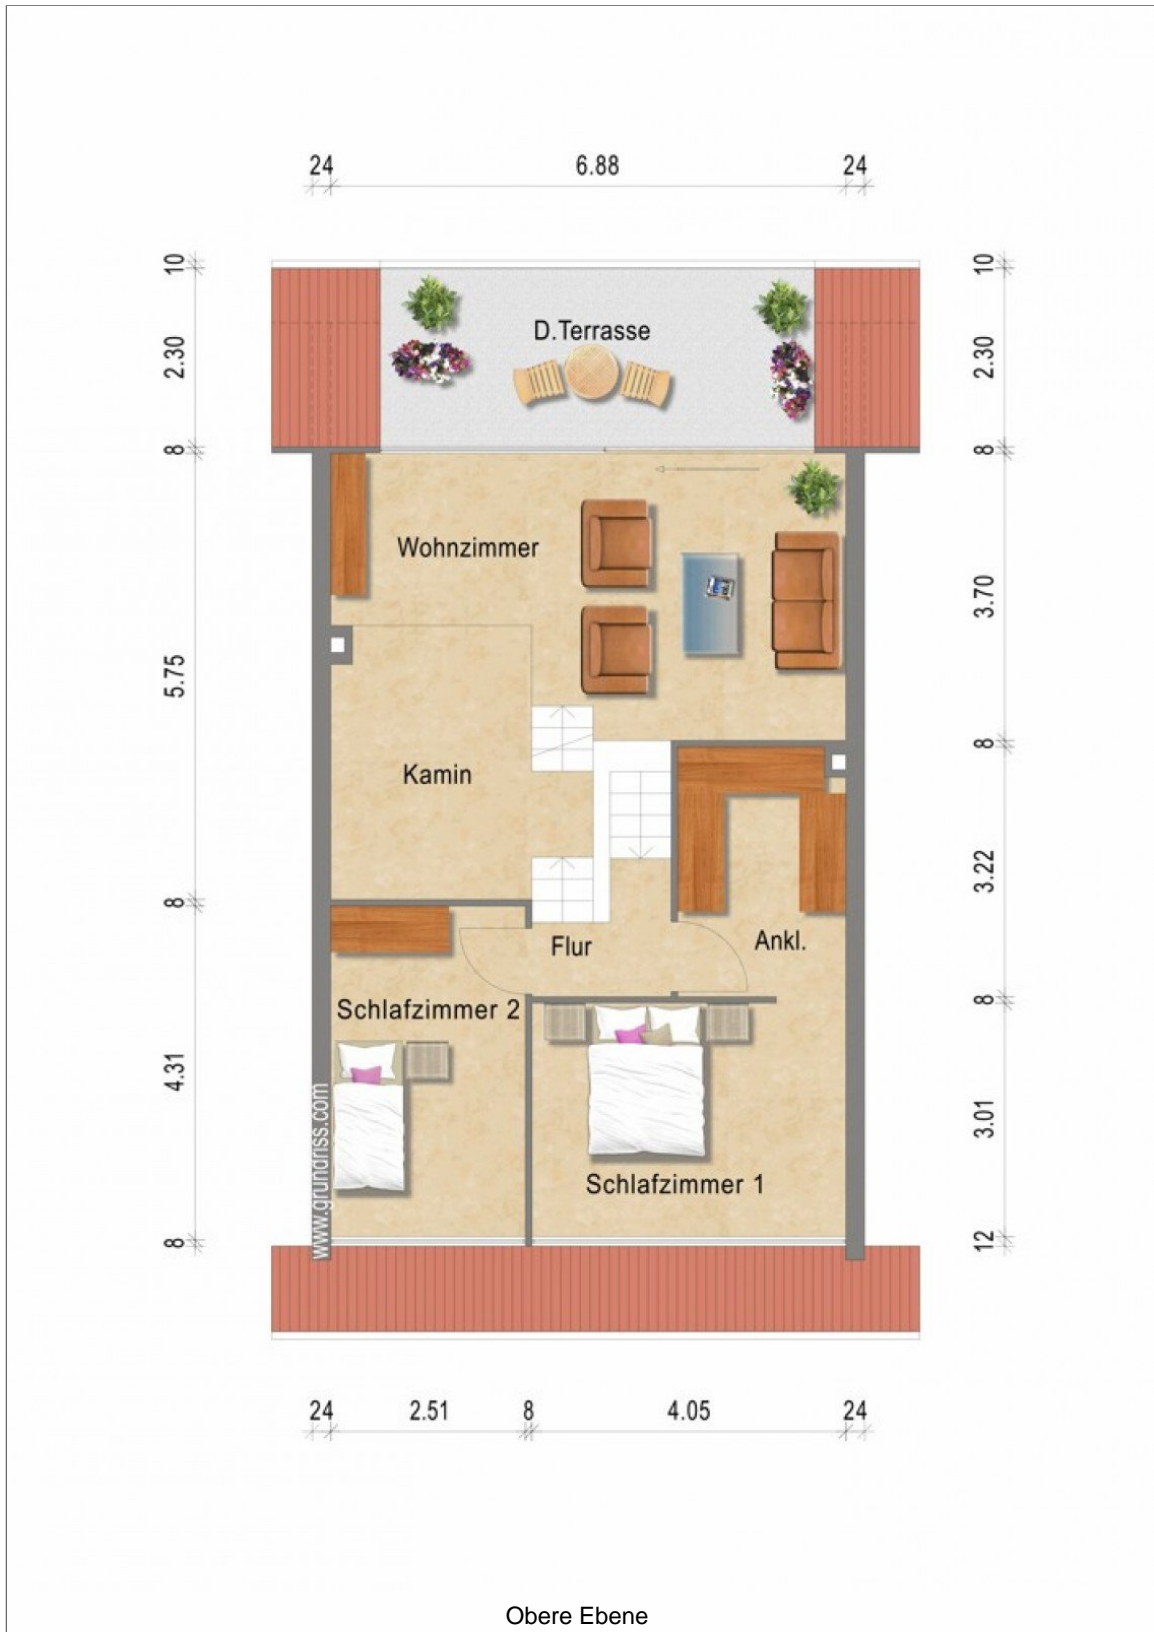 24 6.88 24
10 10
D.Terrasse
2.30 2.30
8 8
Wohnzimmer
3.70
5.75
8
Kamin
3.22
8
Flur Ankl.
8
Schlafzimmer 2
4.31
3.01
www.grundriss.com
Schlafzimmer 1
8 12
24 2.51 8 4.05 24
Obere Ebene